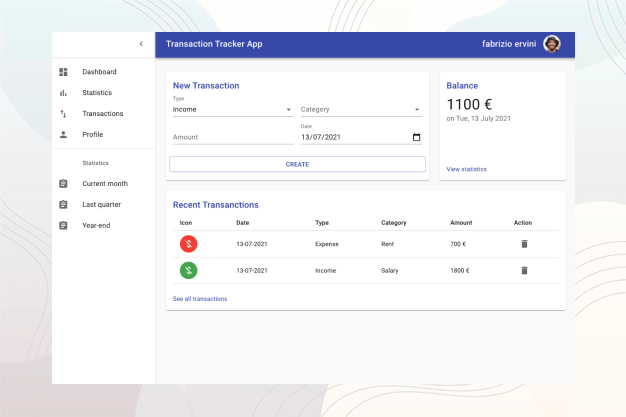 Transaction Tracker App
fabrizio ervini
Dashboard
Statistics
Transactions
Profile
Statistics
Current month
Last quarter
Year-end
New Transaction
Type
Income
Category
Amount
Date
13/07/2021
CREATE
Balance
1100 €
on Tue, 13 July 2021
View statistics
Recent Transanctions
Icon Date Type Category Amount Action
13-07-2021 Expense Rent 700 €
13-07-2021 Income Salary 1800 €
See all transactions